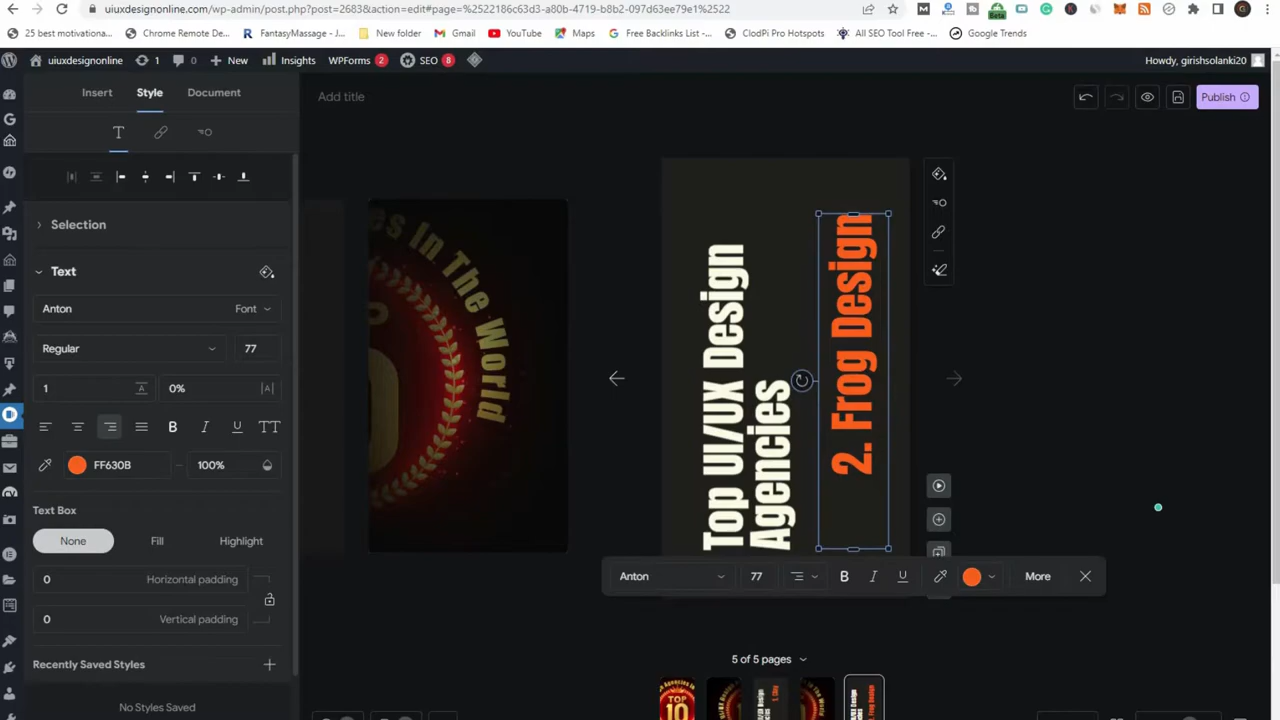 uiuxdesignonline.com/wp-admin/post.php?post=2683&action=edit#page=%2522186c63d3-a80b-4719-b8b2-097d63ee79e1%2522
25 best motivationa...
Chrome Remote De...
FantasyMassage - J...
New folder
Gmail
YouTube
Maps
Free Backlinks List -...
ClodPi Pro Hotspots
All SEO Tool Free -...
Google Trends
Beta
uiuxdesignonline
1
0
New
Insights
WPForms 2
SEO 8
Howdy, girishsolanki20
Insert
Style
Document
Add title
Publish
Selection
Text
Anton
Font
Regular
77
1
0%
B
I
U
TT
FF630B
100%
Text Box
None
Fill
Highlight
0
Horizontal padding
0
Vertical padding
Recently Saved Styles
No Styles Saved
es In The World
Top UI/UX Design
Agencies
2. Frog Design
Anton
77
B
I
U
More
5 of 5 pages
TOP
10